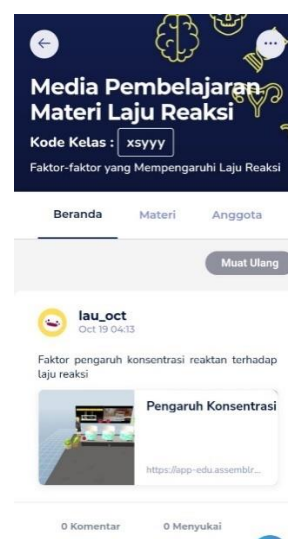 Media Pembelajaran
Materi Laju Reaksi
Kode Kelas : xsyyy
Faktor-faktor yang Mempengaruhi Laju Reaksi
Beranda Materi Anggota
Muat Ulang
lau_oct
Oct 19 04:13
Faktor pengaruh konsentrasi reaktan terhadap
laju reaksi
Pengaruh Konsentrasi
https://app-edu.assemblr...
0 Komentar 0 Menyukai